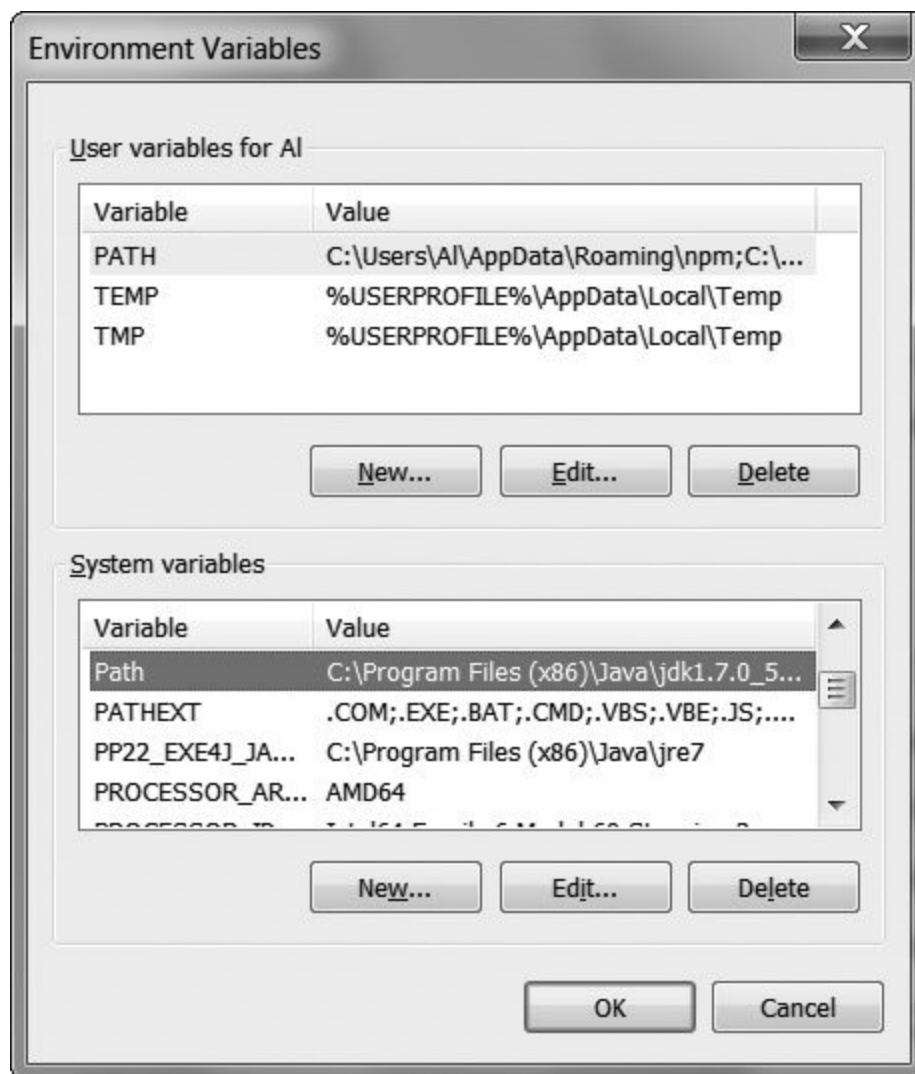 Environment Variables
User variables for Al
Variable Value
PATH C:\Users\Al\AppData\Roaming\npm;C:\...
TEMP %USERPROFILE%\AppData\Local\Temp
TMP %USERPROFILE%\AppData\Local\Temp
New... Edit... Delete
System variables
Variable Value
Path C:\Program Files (x86)\Java\jdk1.7.0_5...
PATHEXT .COM;.EXE;.BAT;.CMD;.VBS;.VBE;.JS;....
PP22_EXE4J_JA... C:\Program Files (x86)\Java\jre7
PROCESSOR_AR... AMD64
New... Edit... Delete
OK Cancel